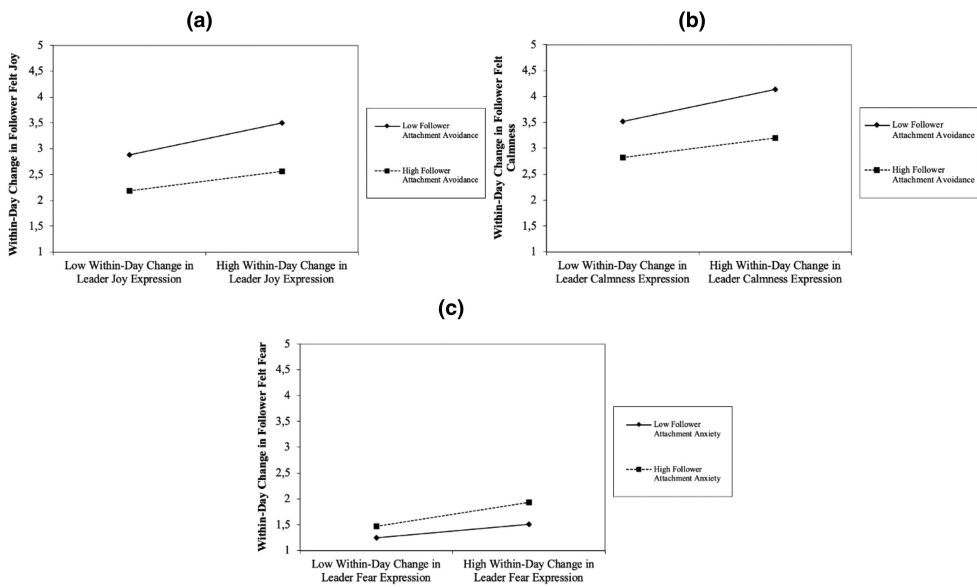 (a)
Within-Day Change in Follower Felt Joy
5
4,5
4
3,5
3
2,5
2
1,5
1
Low Within-Day Change in
Leader Joy Expression
High Within-Day Change in
Leader Joy Expression
Low Follower
Attachment Avoidance
High Follower
Attachment Avoidance
(b)
Within-Day Change in Follower Felt
Calmness
5
4,5
4
3,5
3
2,5
2
1,5
1
Low Within-Day Change in
Leader Calmness Expression
High Within-Day Change in
Leader Calmness Expression
Low Follower
Attachment Avoidance
High Follower
Attachment Avoidance
(c)
Within-Day Change in Follower Felt Fear
5
4,5
4
3,5
3
2,5
2
1,5
1
Low Within-Day Change in
Leader Fear Expression
High Within-Day Change in
Leader Fear Expression
Low Follower
Attachment Anxiety
High Follower
Attachment Anxiety